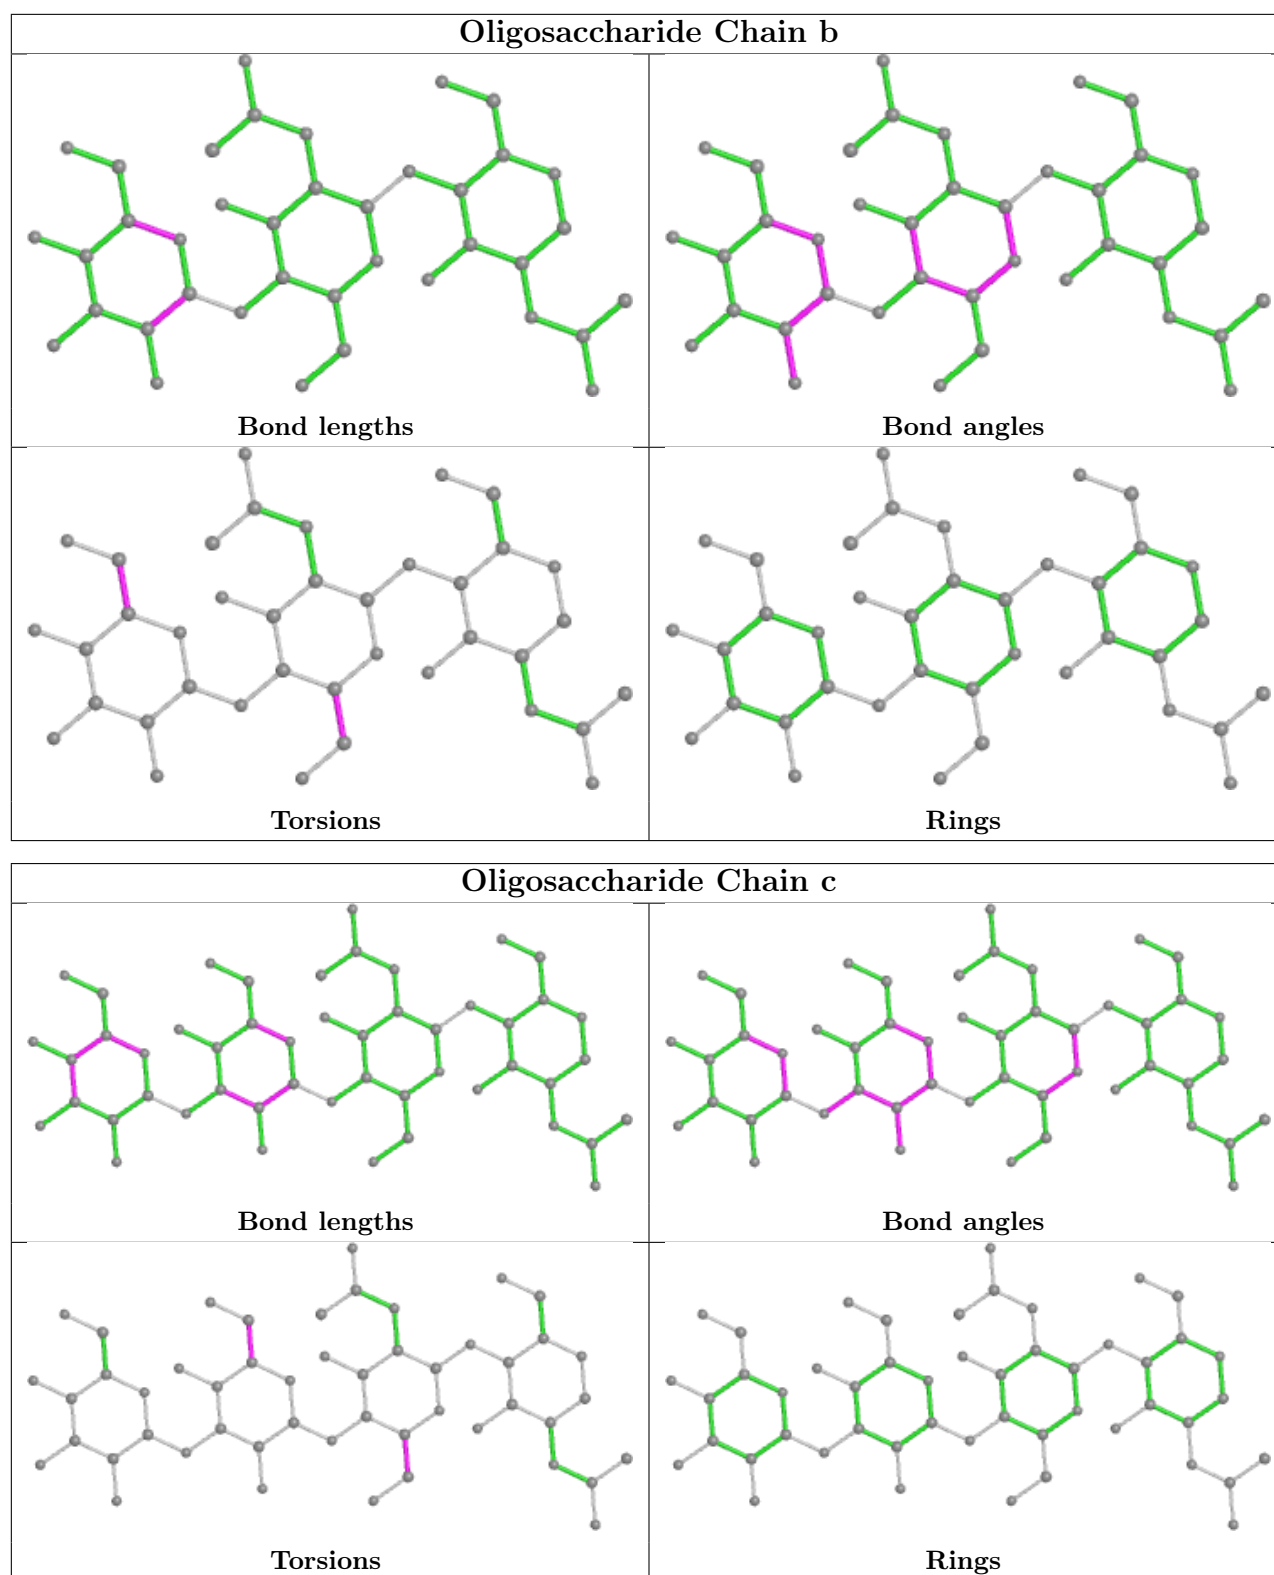 Oligosaccharide Chain b
Bond lengths
Bond angles
Torsions
Rings
Oligosaccharide Chain c
Bond lengths
Bond angles
Torsions
Rings